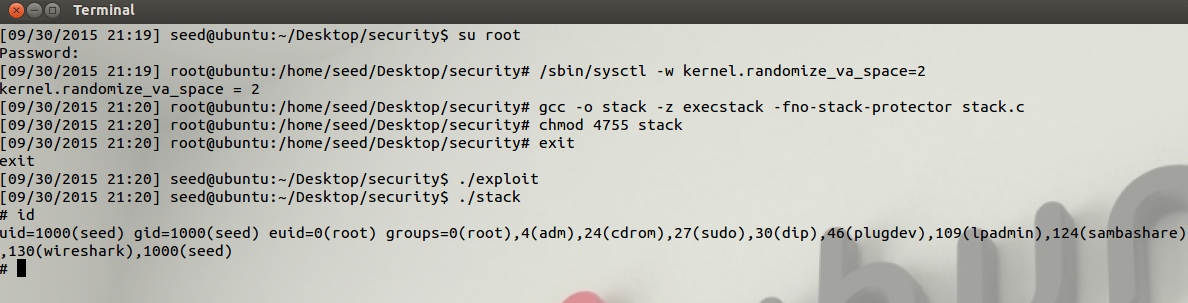 Terminal
[09/30/2015 21:19] seed@ubuntu:~/Desktop/security$ su root
Password:
[09/30/2015 21:19] root@ubuntu:/home/seed/Desktop/security# /sbin/sysctl -w kernel.randomize_va_space=2
kernel.randomize_va_space = 2
[09/30/2015 21:20] root@ubuntu:/home/seed/Desktop/security# gcc -o stack -z execstack -fno-stack-protector stack.c
[09/30/2015 21:20] root@ubuntu:/home/seed/Desktop/security# chmod 4755 stack
[09/30/2015 21:20] root@ubuntu:/home/seed/Desktop/security# exit
exit
[09/30/2015 21:20] seed@ubuntu:~/Desktop/security$ ./exploit
[09/30/2015 21:20] seed@ubuntu:~/Desktop/security$ ./stack
# id
uid=1000(seed) gid=1000(seed) euid=0(root) groups=0(root),4(adm),24(cdrom),27(sudo),30(dip),46(plugdev),109(lpadmin),124(sambashare)
,130(wireshark),1000(seed)
#